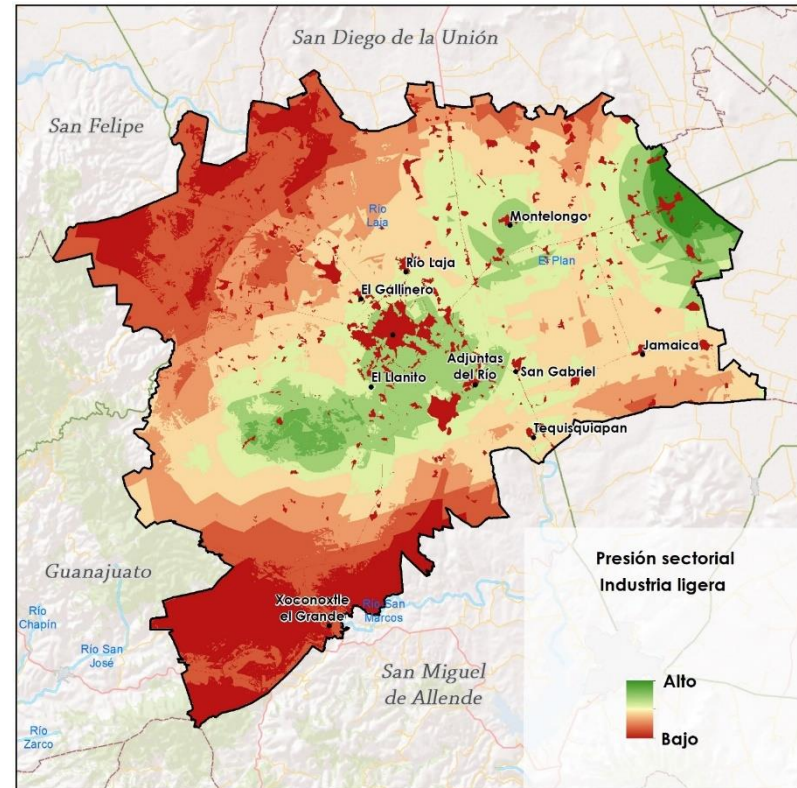 San Diego de la Unión
San Felipe
Montelongo
Río
Laja
El Plan
Río Laja
El Gallinero
Jamaica
Adjuntas
del Río
San Gabriel
El Llanito
Tequisquiapan
Guanajuato
Presión sectorial
Industria ligera
Xoconoxtle
el Grande
Río San
Marcos
Río
Chapín
Río San
José
San Miguel
de Allende
Alto
Bajo
Río
Zarco